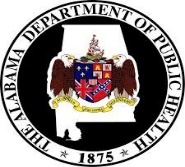 THE ALABAMA DEPARTMENT OF PUBLIC HEALTH
★ 1875 ★